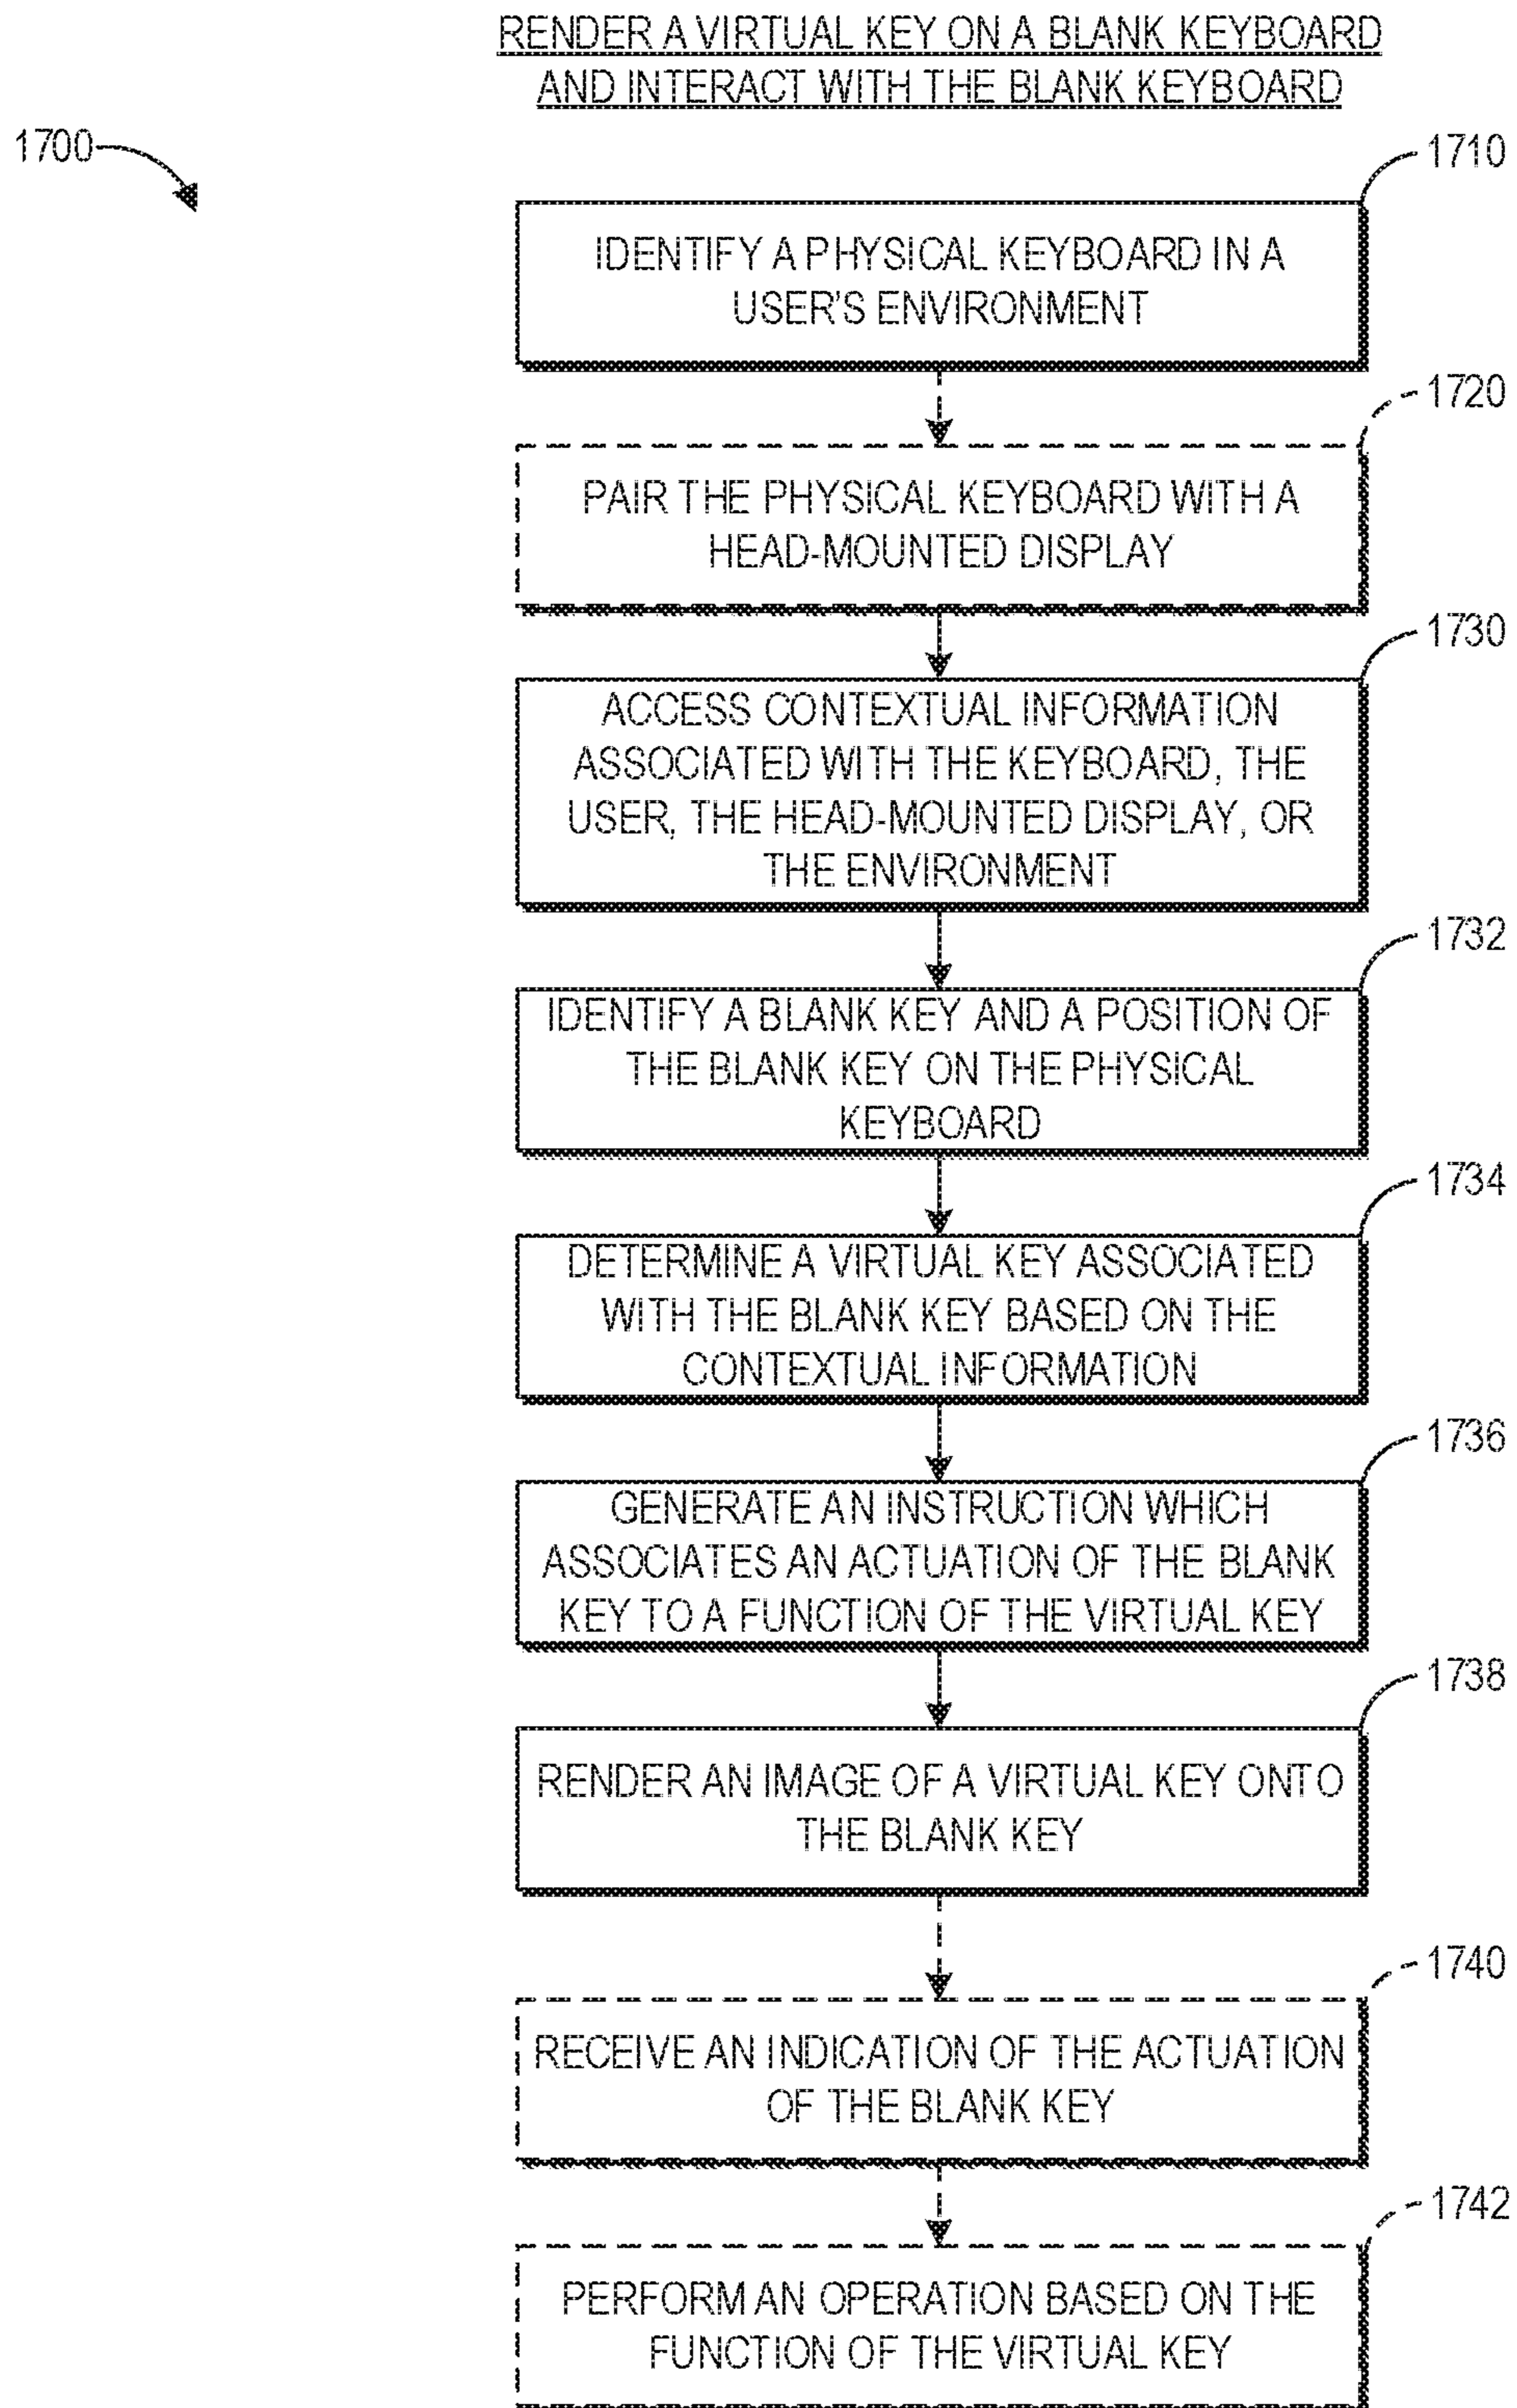 RENDER A VIRTUAL KEY ON A BLANK KEYBOARD
AND INTERACT WITH THE BLANK KEYBOARD
1700
1710
IDENTIFY A PHYSICAL KEYBOARD IN A
USER'S ENVIRONMENT
1720
PAIR THE PHYSICAL KEYBOARD WITH A
HEAD-MOUNTED DISPLAY
1730
ACCESS CONTEXTUAL INFORMATION
ASSOCIATED WITH THE KEYBOARD, THE
USER, THE HEAD-MOUNTED DISPLAY, OR
THE ENVIRONMENT
1732
IDENTIFY A BLANK KEY AND A POSITION OF
THE BLANK KEY ON THE PHYSICAL
KEYBOARD
1734
DETERMINE A VIRTUAL KEY ASSOCIATED
WITH THE BLANK KEY BASED ON THE
CONTEXTUAL INFORMATION
1736
GENERATE AN INSTRUCTION WHICH
ASSOCIATES AN ACTUATION OF THE BLANK
KEY TO A FUNCTION OF THE VIRTUAL KEY
1738
RENDER AN IMAGE OF A VIRTUAL KEY ONTO
THE BLANK KEY
1740
RECEIVE AN INDICATION OF THE ACTUATION
OF THE BLANK KEY
1742
PERFORM AN OPERATION BASED ON THE
FUNCTION OF THE VIRTUAL KEY